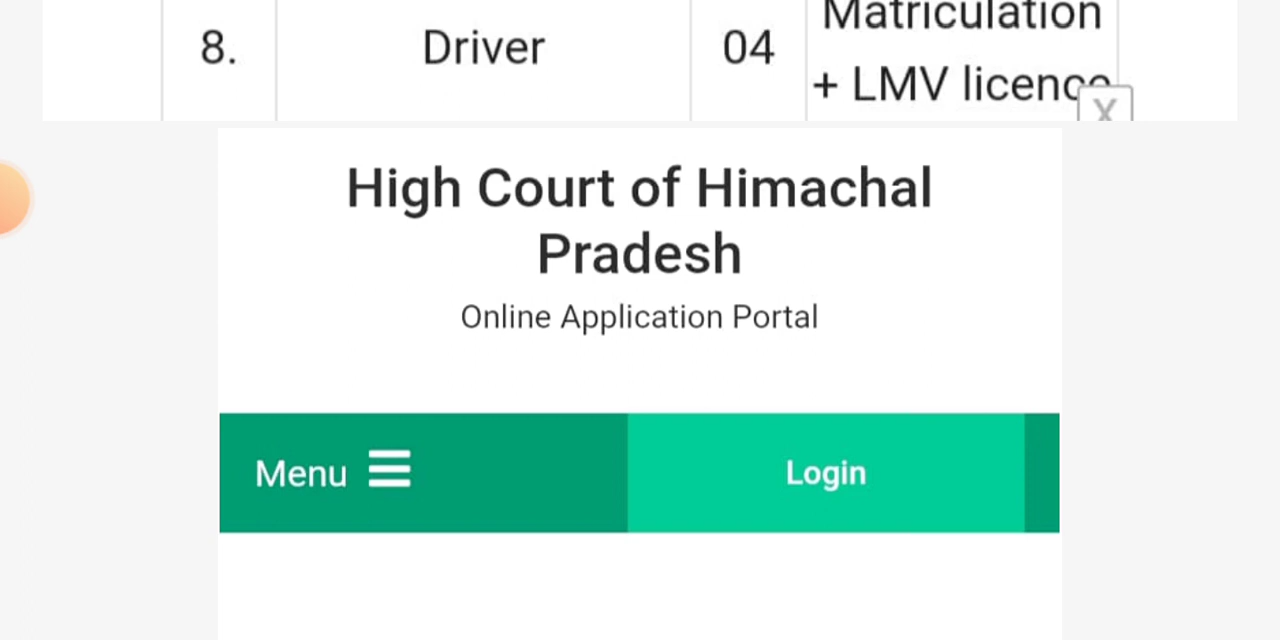 Matriculation
8. Driver 04
+ LMV licence
X
High Court of Himachal
Pradesh
Online Application Portal
Menu Login